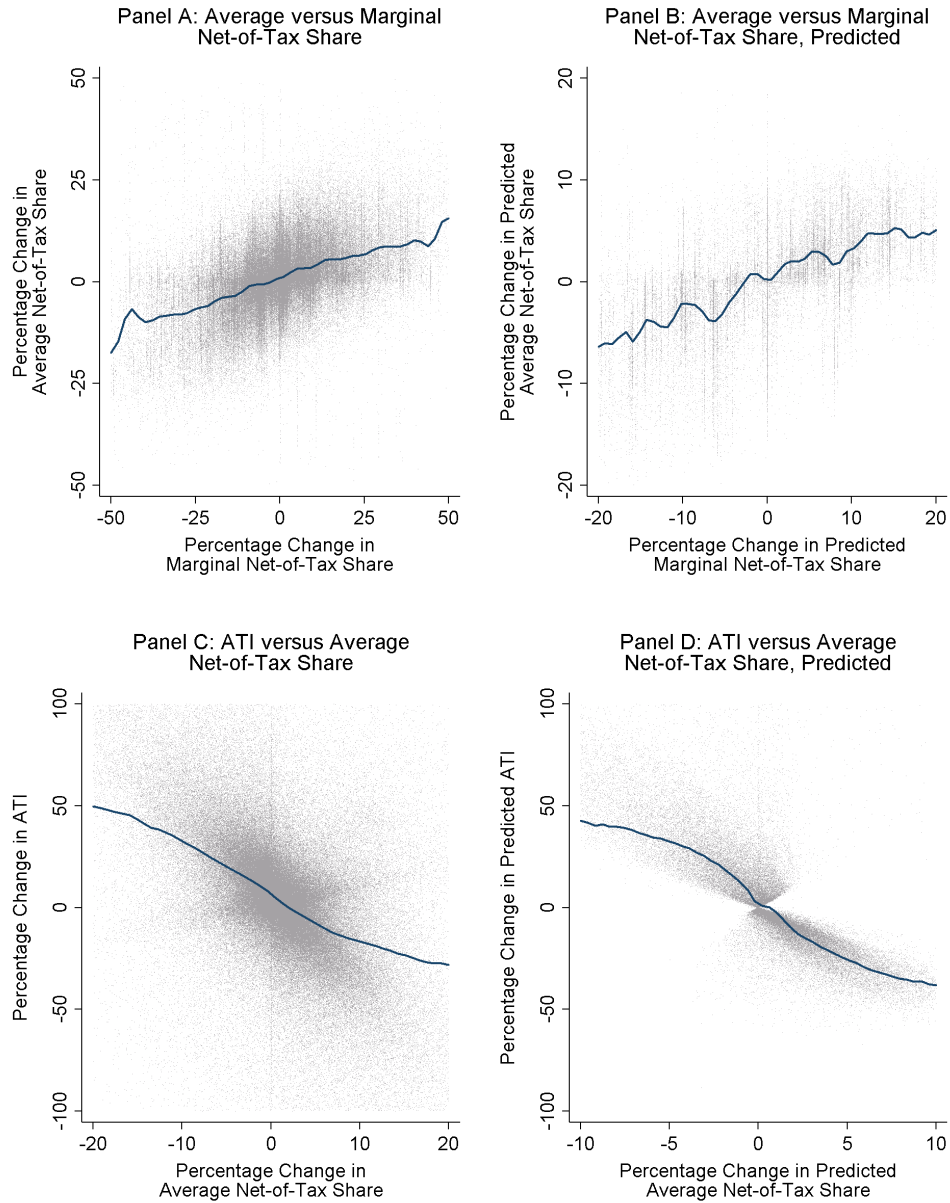 Panel A: Average versus Marginal
Net-of-Tax Share
Percentage Change in
Average Net-of-Tax Share
50
25
0
-25
-50
-50
-25
0
25
50
Percentage Change in
Marginal Net-of-Tax Share
Panel B: Average versus Marginal
Net-of-Tax Share, Predicted
Percentage Change in Predicted
Average Net-of-Tax Share
20
10
0
-10
-20
-20
-10
0
10
20
Percentage Change in Predicted
Marginal Net-of-Tax Share
Panel C: ATI versus Average
Net-of-Tax Share
Percentage Change in ATI
100
50
0
-50
-100
-20
-10
0
10
20
Percentage Change in
Average Net-of-Tax Share
Panel D: ATI versus Average
Net-of-Tax Share, Predicted
Percentage Change in Predicted ATI
100
50
0
-50
-100
-10
-5
0
5
10
Percentage Change in Predicted
Average Net-of-Tax Share